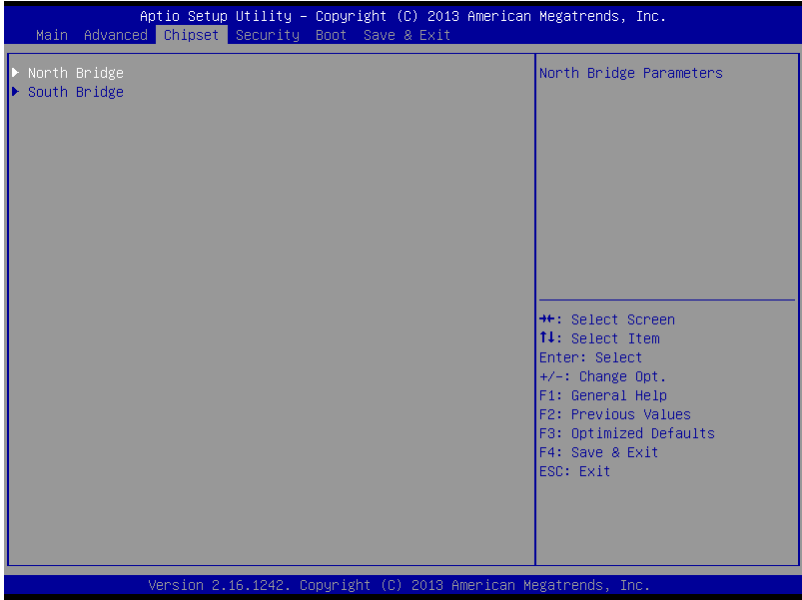 Aptio Setup Utility – Copyright (C) 2013 American Megatrends, Inc.
Main Advanced Chipset Security Boot Save & Exit
North Bridge
South Bridge
North Bridge Parameters
→←: Select Screen
↑↓: Select Item
Enter: Select
+/-: Change Opt.
F1: General Help
F2: Previous Values
F3: Optimized Defaults
F4: Save & Exit
ESC: Exit
Version 2.16.1242. Copyright (C) 2013 American Megatrends, Inc.